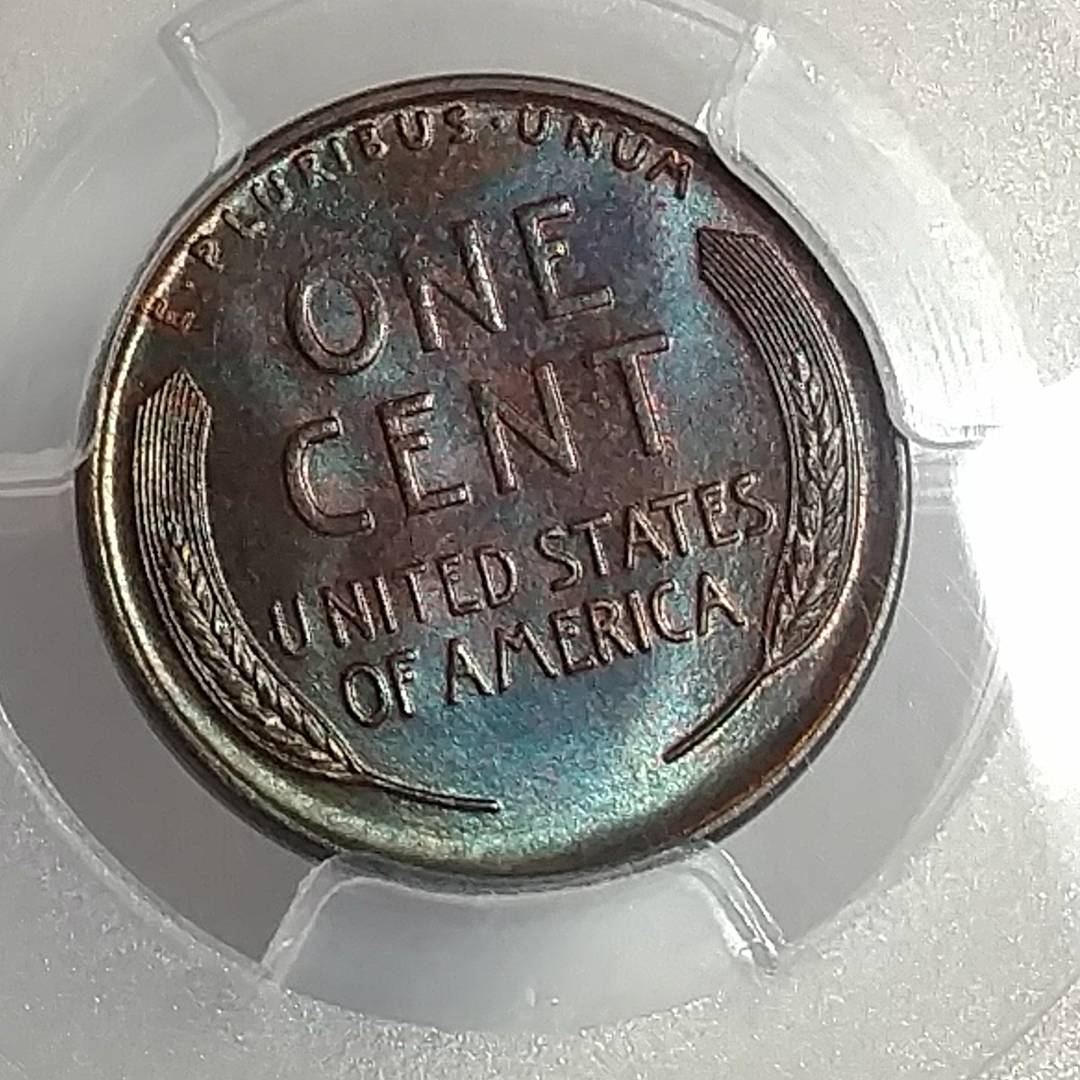 E·PLURIBUS·UNUM
ONE
CENT
UNITED STATES
OF AMERICA